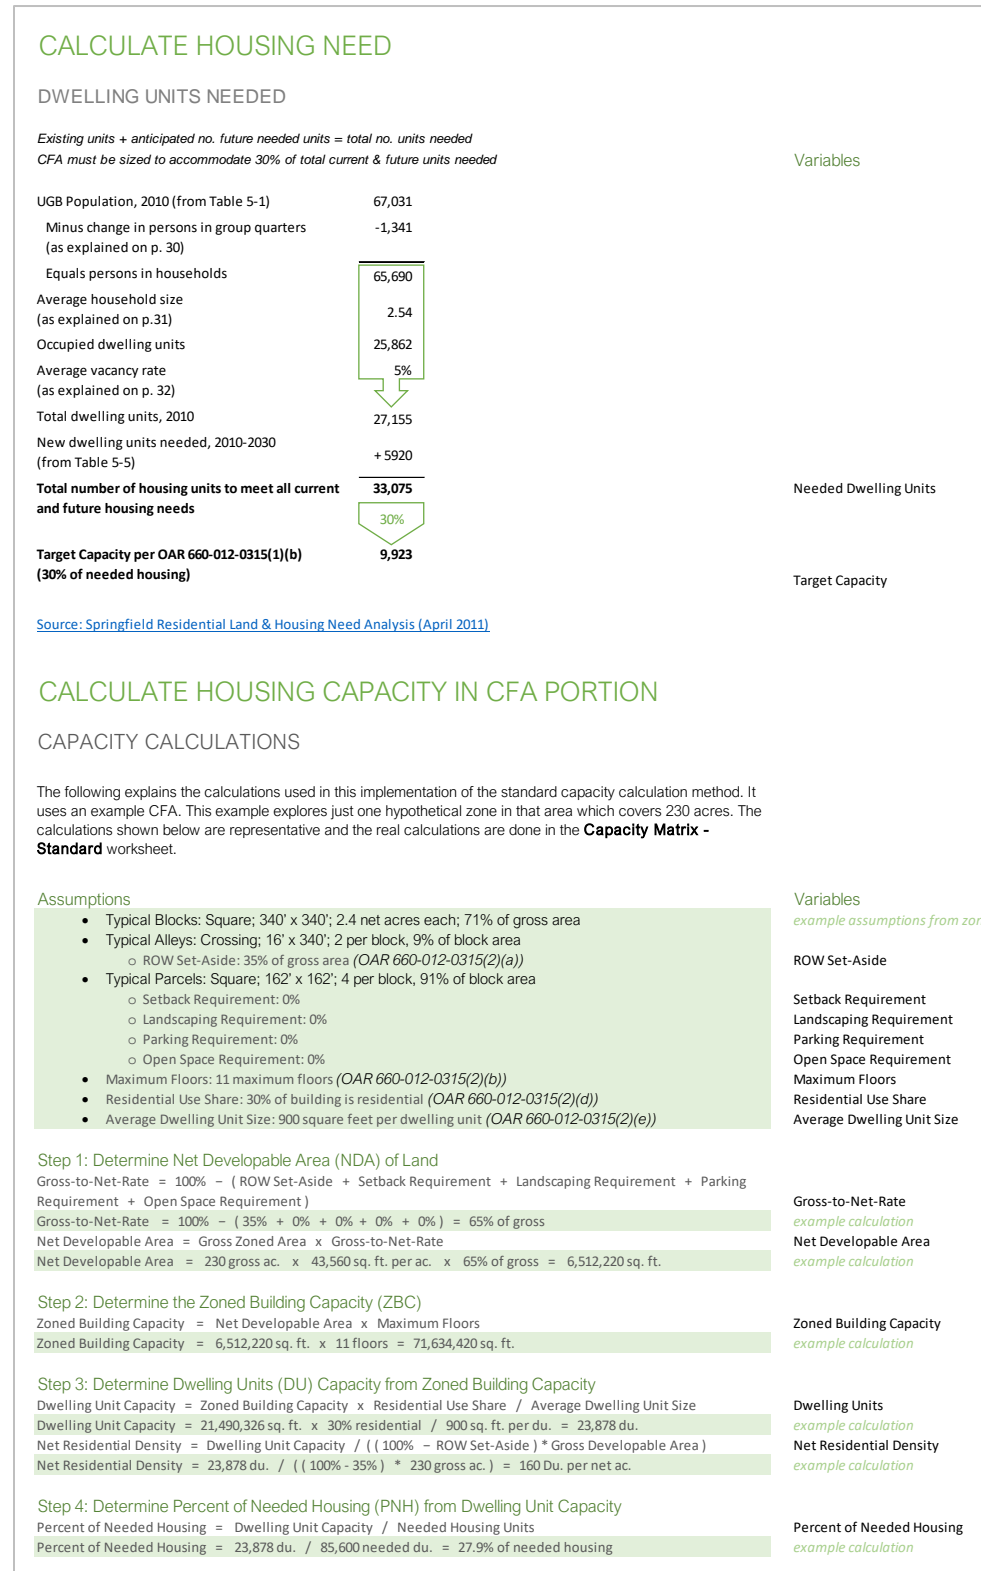 CALCULATE HOUSING NEED
DWELLING UNITS NEEDED
Existing units + anticipated no. future needed units = total no. units needed
CFA must be sized to accommodate 30% of total current & future units needed
Variables
UGB Population, 2010 (from Table 5-1) 67,031
Minus change in persons in group quarters -1,341
(as explained on p. 30)
Equals persons in households 65,690
Average household size
(as explained on p.31) 2.54
Occupied dwelling units 25,862
Average vacancy rate 5%
(as explained on p. 32)
Total dwelling units, 2010 27,155
New dwelling units needed, 2010-2030
(from Table 5-5) +5920
Total number of housing units to meet all current 33,075 Needed Dwelling Units
and future housing needs
30%
Target Capacity per OAR 660-012-0315(1)(b) 9,923
(30% of needed housing)
Target Capacity
Source: Springfield Residential Land & Housing Need Analysis (April 2011)
CALCULATE HOUSING CAPACITY IN CFA PORTION
CAPACITY CALCULATIONS
The following explains the calculations used in this implementation of the standard capacity calculation method. It
uses an example CFA. This example explores just one hypothetical zone in that area which covers 230 acres. The
calculations shown below are representative and the real calculations are done in the Capacity Matrix -
Standard worksheet.
Assumptions Variables
• Typical Blocks: Square; 340' x 340'; 2.4 net acres each; 71% of gross area example assumptions from zon
• Typical Alleys: Crossing; 16' x 340'; 2 per block, 9% of block area
○ ROW Set-Aside: 35% of gross area (OAR 660-012-0315(2)(a)) ROW Set-Aside
• Typical Parcels: Square; 162' x 162'; 4 per block, 91% of block area
○ Setback Requirement: 0% Setback Requirement
○ Landscaping Requirement: 0% Landscaping Requirement
○ Parking Requirement: 0% Parking Requirement
○ Open Space Requirement: 0% Open Space Requirement
• Maximum Floors: 11 maximum floors (OAR 660-012-0315(2)(b)) Maximum Floors
• Residential Use Share: 30% of building is residential (OAR 660-012-0315(2)(d)) Residential Use Share
• Average Dwelling Unit Size: 900 square feet per dwelling unit (OAR 660-012-0315(2)(e)) Average Dwelling Unit Size
Step 1: Determine Net Developable Area (NDA) of Land
Gross-to-Net-Rate = 100% − ( ROW Set-Aside + Setback Requirement + Landscaping Requirement + Parking
Requirement + Open Space Requirement ) Gross-to-Net-Rate
Gross-to-Net-Rate = 100% − ( 35% + 0% + 0% + 0% + 0% ) = 65% of gross example calculation
Net Developable Area = Gross Zoned Area x Gross-to-Net-Rate Net Developable Area
Net Developable Area = 230 gross ac. x 43,560 sq. ft. per ac. x 65% of gross = 6,512,220 sq. ft. example calculation
Step 2: Determine the Zoned Building Capacity (ZBC)
Zoned Building Capacity = Net Developable Area x Maximum Floors Zoned Building Capacity
Zoned Building Capacity = 6,512,220 sq. ft. x 11 floors = 71,634,420 sq. ft. example calculation
Step 3: Determine Dwelling Units (DU) Capacity from Zoned Building Capacity
Dwelling Unit Capacity = Zoned Building Capacity x Residential Use Share / Average Dwelling Unit Size Dwelling Units
Dwelling Unit Capacity = 21,490,326 sq. ft. x 30% residential / 900 sq. ft. per du. = 23,878 du. example calculation
Net Residential Density = Dwelling Unit Capacity / ( ( 100% − ROW Set-Aside ) * Gross Developable Area ) Net Residential Density
Net Residential Density = 23,878 du. / ( ( 100% - 35% ) * 230 gross ac. ) = 160 Du. per net ac. example calculation
Step 4: Determine Percent of Needed Housing (PNH) from Dwelling Unit Capacity
Percent of Needed Housing = Dwelling Unit Capacity / Needed Housing Units Percent of Needed Housing
Percent of Needed Housing = 23,878 du. / 85,600 needed du. = 27.9% of needed housing example calculation